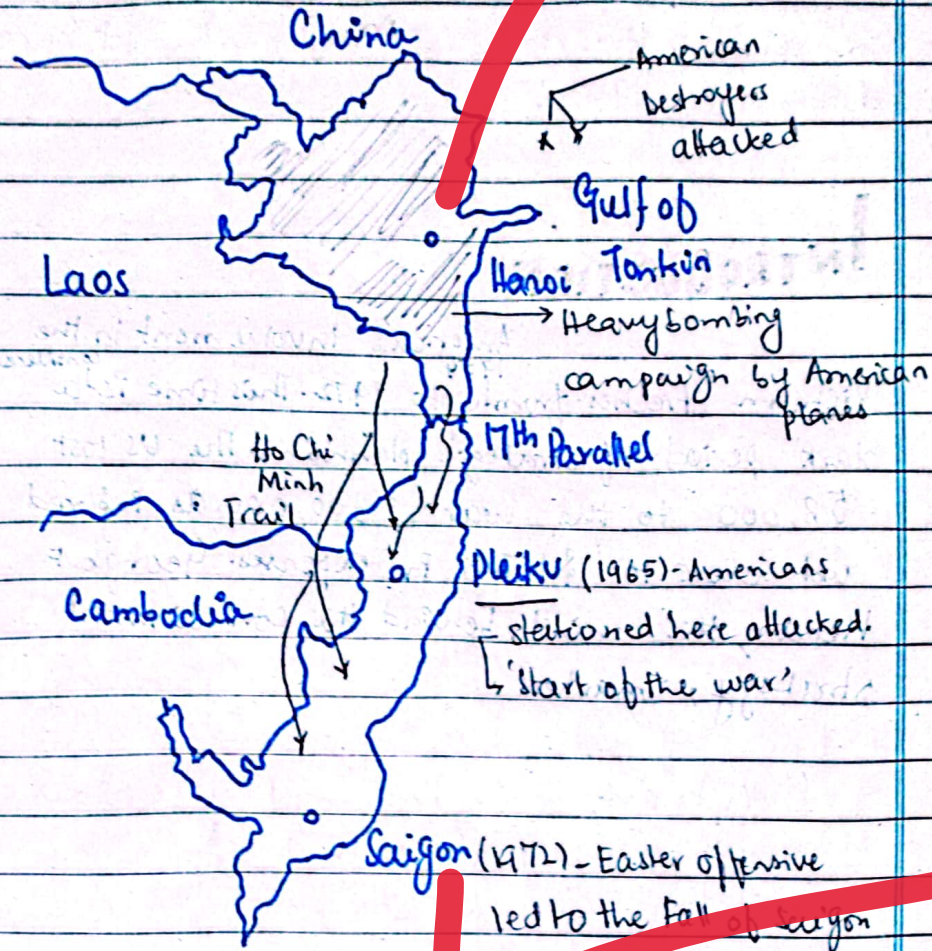 China
American
Destroyers
attacked
Gulf of
Tonkin
Laos
Hanoi
Heavy bombing
campaign by American
planes
17th Parallel
Ho Chi
Minh
Trail
Pleiku (1965) - Americans
stationed here attacked.
'start of the war'
Cambodia
Saigon (1972) - Easter offensive
led to the Fall of Saigon